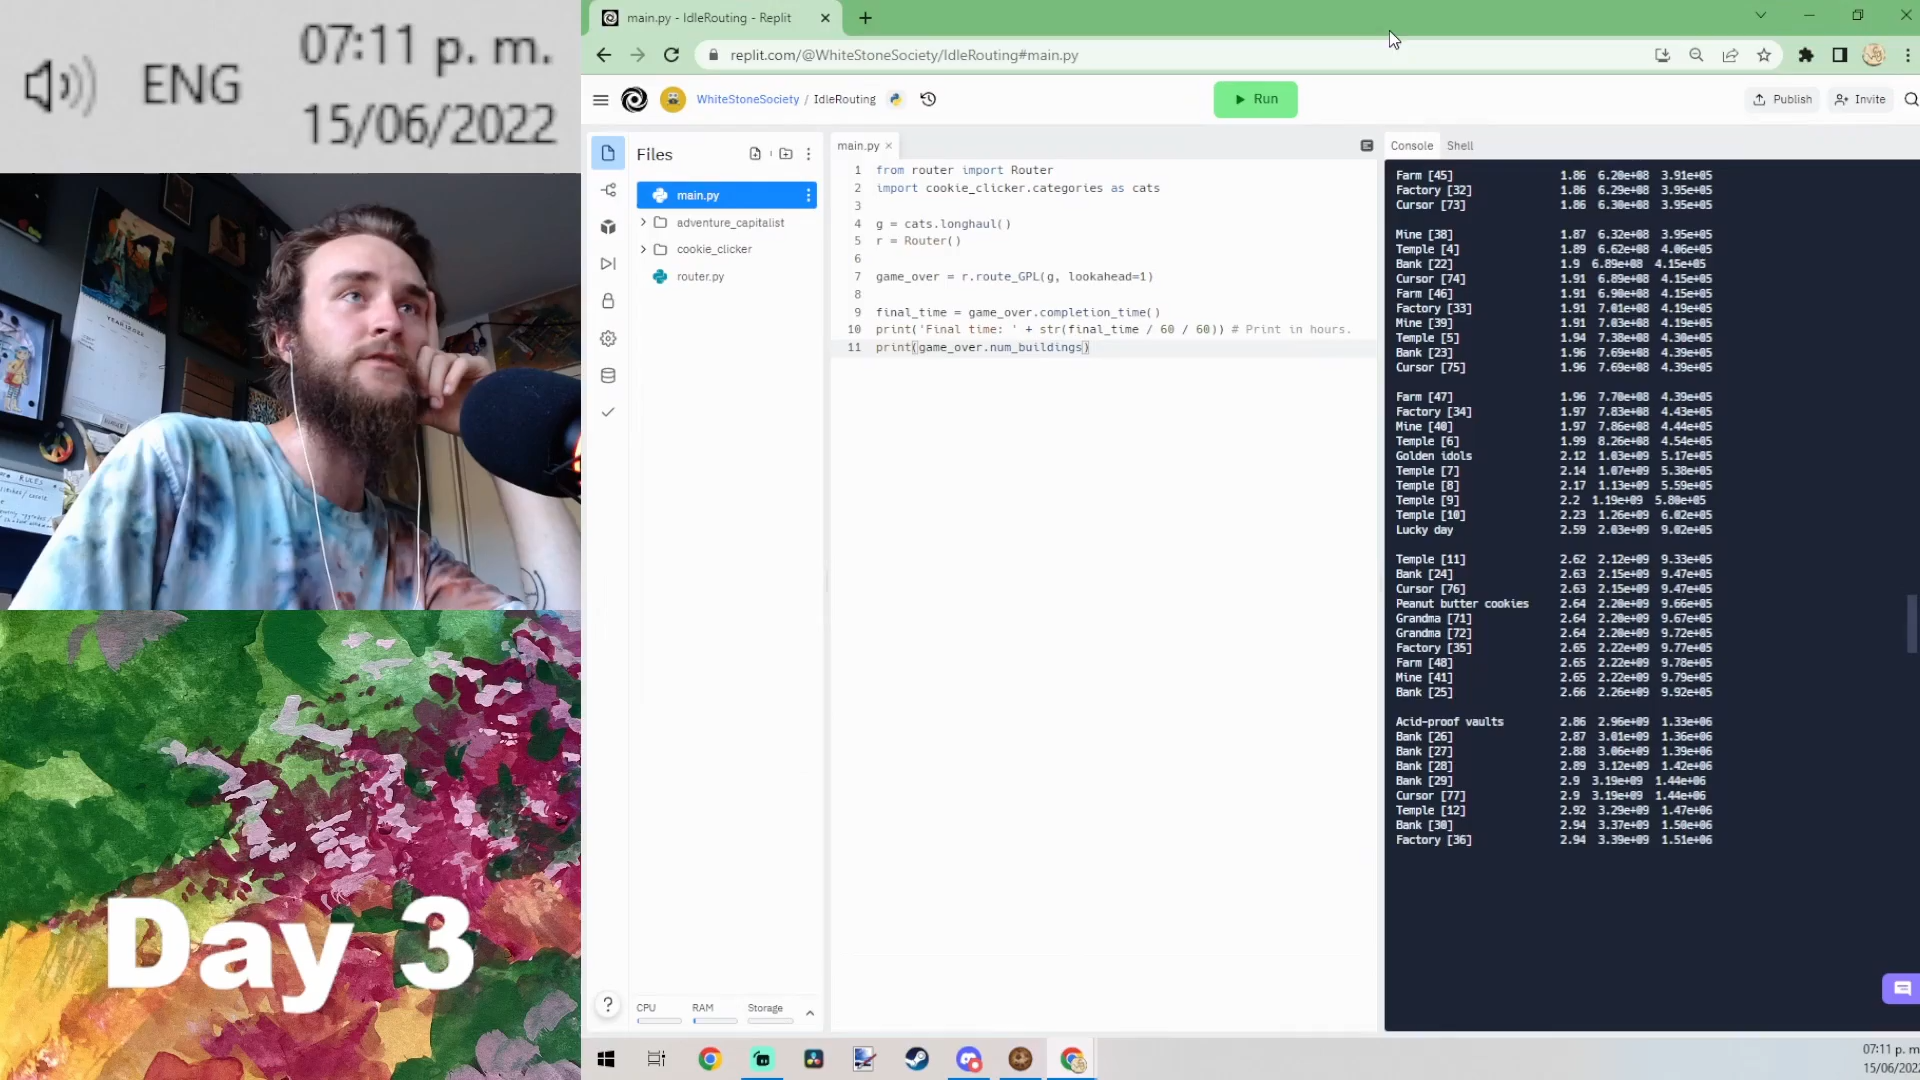 ENG
07:11 p. m.
15/06/2022
RULES
Day 3
main.py - IdleRouting - Replit
replit.com/@WhiteStoneSociety/IdleRouting#main.py
WhiteStoneSociety / IdleRouting
Run
Publish
Invite
Files
main.py
adventure_capitalist
cookie_clicker
router.py
CPU
RAM
Storage
main.py
1 from router import Router
2 import cookie_clicker.categories as cats
3
4 g = cats.longhaul()
5 r = Router()
6
7 game_over = r.route_GPL(g, lookahead=1)
8
9 final_time = game_over.completion_time()
10 print('Final time: ' + str(final_time / 60 / 60)) # Print in hours.
11 print(game_over.num_buildings)
Console Shell
Farm [45] 1.86 6.20e+08 3.91e+05
Factory [32] 1.86 6.29e+08 3.95e+05
Cursor [73] 1.86 6.30e+08 3.95e+05
Mine [38] 1.87 6.32e+08 3.95e+05
Temple [4] 1.89 6.62e+08 4.06e+05
Bank [22] 1.9 6.89e+08 4.15e+05
Cursor [74] 1.91 6.89e+08 4.15e+05
Farm [46] 1.91 6.90e+08 4.15e+05
Factory [33] 1.91 7.01e+08 4.19e+05
Mine [39] 1.91 7.03e+08 4.19e+05
Temple [5] 1.94 7.38e+08 4.30e+05
Bank [23] 1.96 7.69e+08 4.39e+05
Cursor [75] 1.96 7.69e+08 4.39e+05
Farm [47] 1.96 7.70e+08 4.39e+05
Factory [34] 1.97 7.83e+08 4.43e+05
Mine [40] 1.97 7.86e+08 4.44e+05
Temple [6] 1.99 8.26e+08 4.54e+05
Golden idols 2.12 1.03e+09 5.17e+05
Temple [7] 2.14 1.07e+09 5.38e+05
Temple [8] 2.17 1.13e+09 5.59e+05
Temple [9] 2.2 1.19e+09 5.80e+05
Temple [10] 2.23 1.26e+09 6.02e+05
Lucky day 2.59 2.03e+09 9.02e+05
Temple [11] 2.62 2.12e+09 9.33e+05
Bank [24] 2.63 2.15e+09 9.47e+05
Cursor [76] 2.63 2.15e+09 9.47e+05
Peanut butter cookies 2.64 2.20e+09 9.66e+05
Grandma [71] 2.64 2.20e+09 9.67e+05
Grandma [72] 2.64 2.20e+09 9.72e+05
Factory [35] 2.65 2.22e+09 9.77e+05
Farm [48] 2.65 2.22e+09 9.78e+05
Mine [41] 2.65 2.22e+09 9.79e+05
Bank [25] 2.66 2.26e+09 9.92e+05
Acid-proof vaults 2.86 2.96e+09 1.33e+06
Bank [26] 2.87 3.01e+09 1.36e+06
Bank [27] 2.88 3.06e+09 1.39e+06
Bank [28] 2.89 3.12e+09 1.42e+06
Bank [29] 2.9 3.19e+09 1.44e+06
Cursor [77] 2.9 3.19e+09 1.44e+06
Temple [12] 2.92 3.29e+09 1.47e+06
Bank [30] 2.94 3.37e+09 1.50e+06
Factory [36] 2.94 3.39e+09 1.51e+06
07:11 p. m
15/06/202